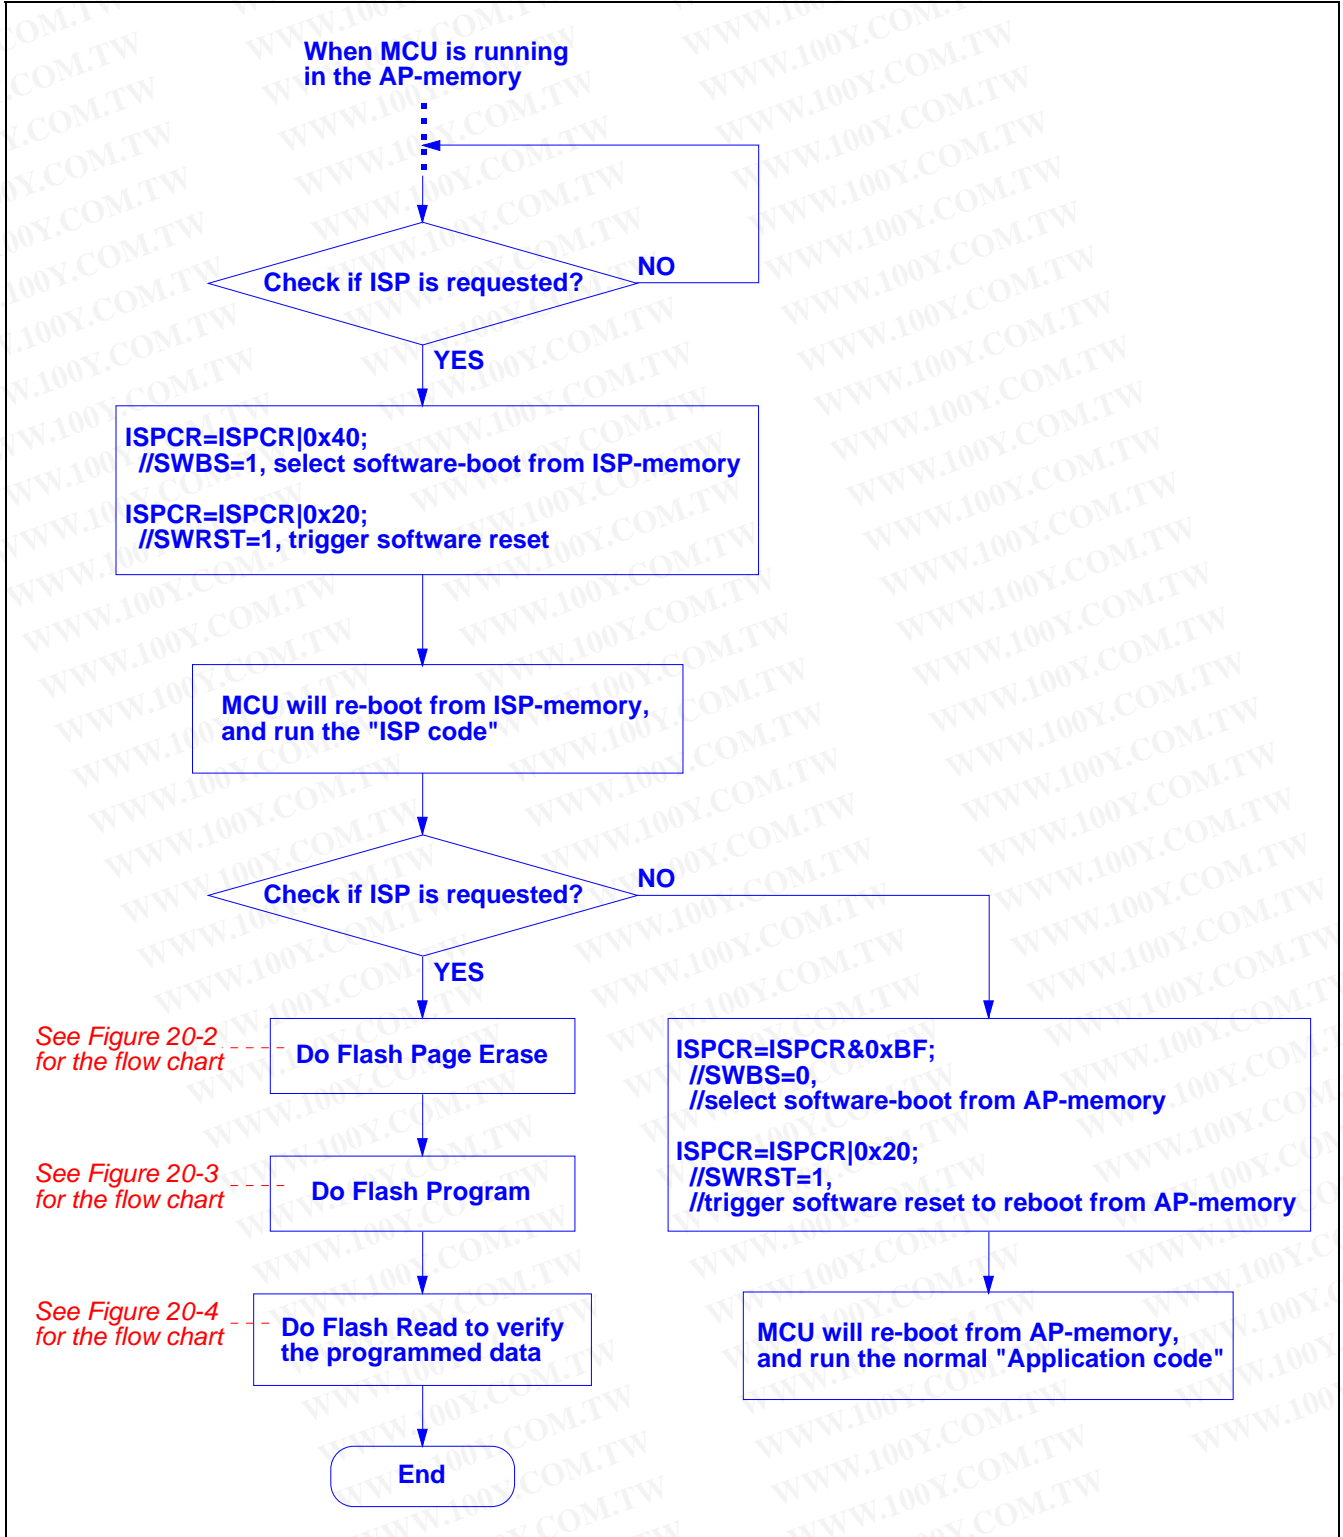 When MCU is running
in the AP-memory
Check if ISP is requested?
NO
YES
ISPCR=ISPCR|0x40;
//SWBS=1, select software-boot from ISP-memory
ISPCR=ISPCR|0x20;
//SWRST=1, trigger software reset
MCU will re-boot from ISP-memory,
and run the "ISP code"
Check if ISP is requested?
NO
YES
See Figure 20-2
for the flow chart
Do Flash Page Erase
ISPCR=ISPCR&0xBF;
//SWBS=0,
//select software-boot from AP-memory
ISPCR=ISPCR|0x20;
//SWRST=1,
//trigger software reset to reboot from AP-memory
See Figure 20-3
for the flow chart
Do Flash Program
See Figure 20-4
for the flow chart
Do Flash Read to verify
the programmed data
MCU will re-boot from AP-memory,
and run the normal "Application code"
End
WWW.100Y.COM.TW